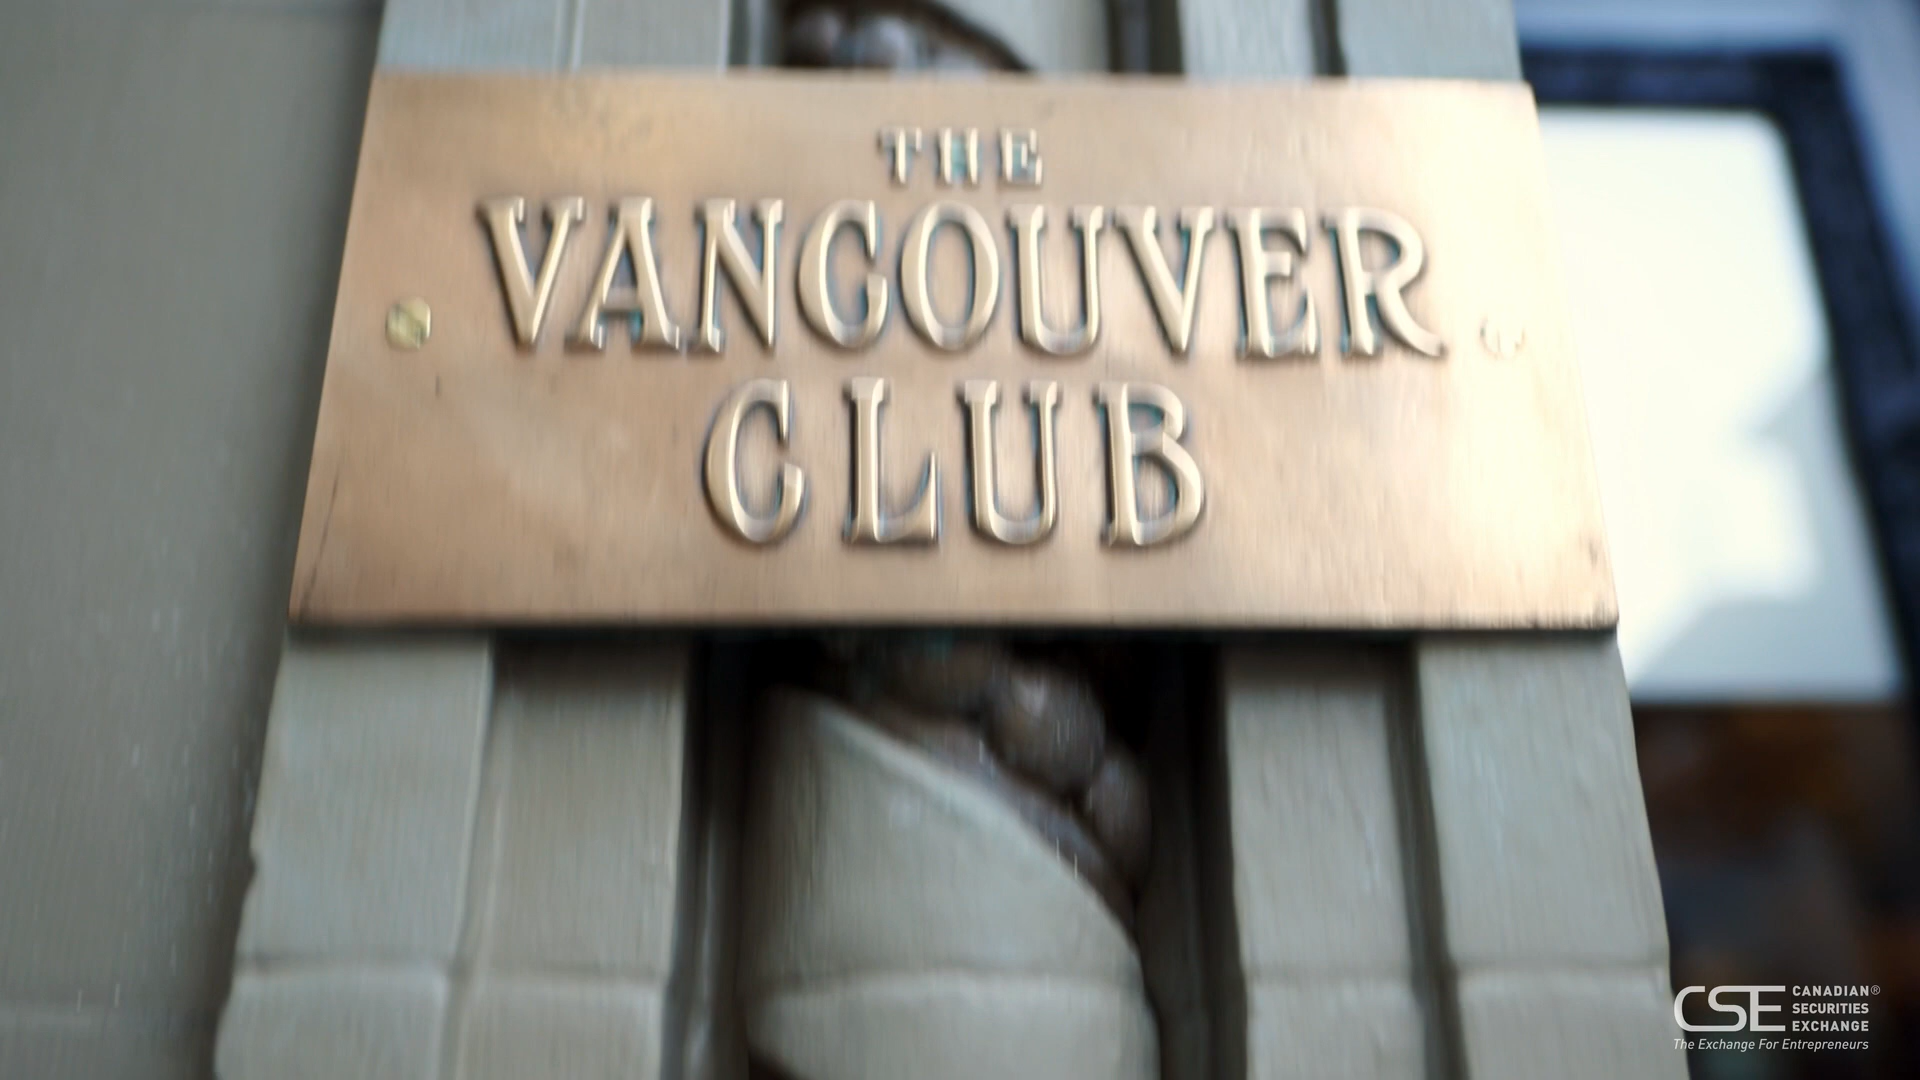 THE
VANCOUVER
CLUB
CSE CANADIAN®
SECURITIES
EXCHANGE
The Exchange For Entrepreneurs